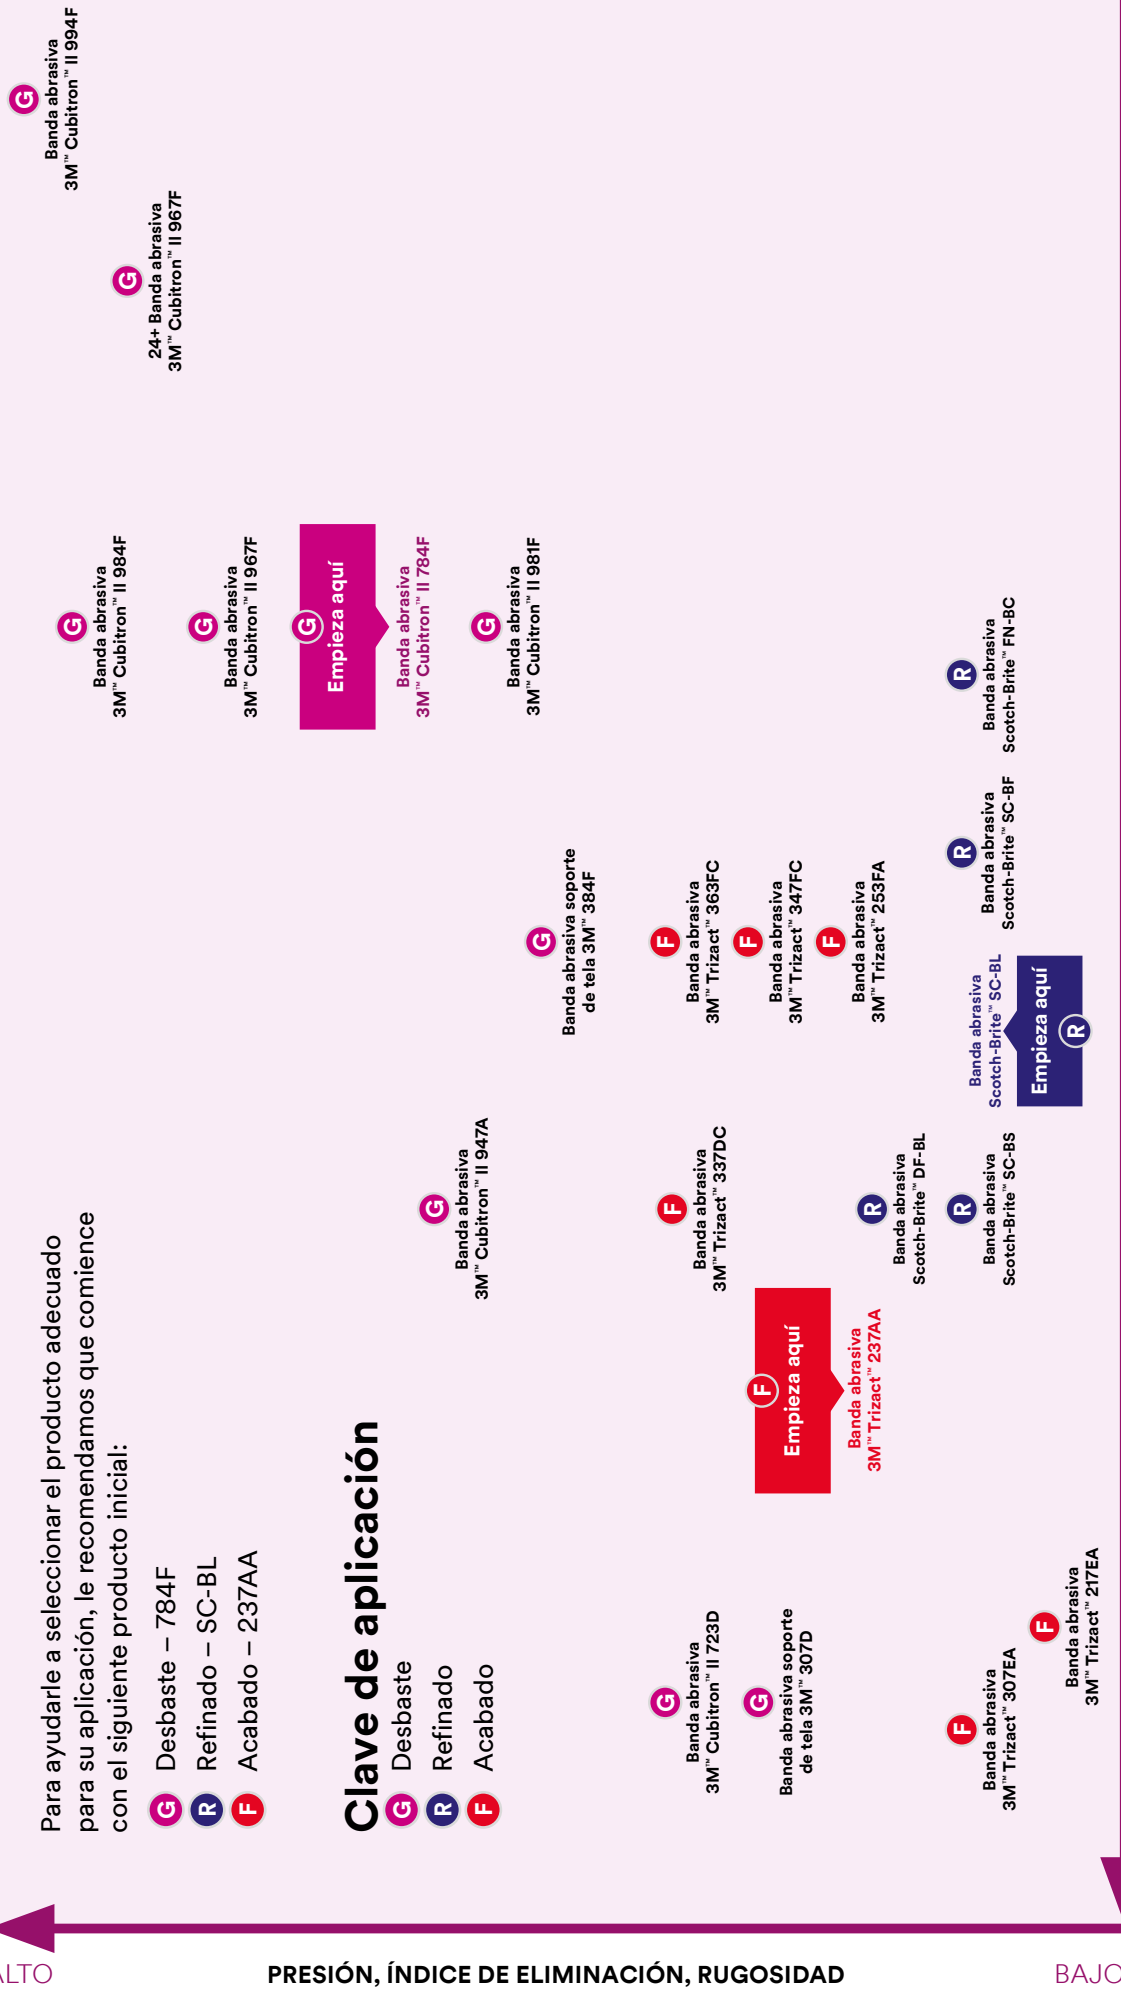 Para ayudarle a seleccionar el producto adecuado
para su aplicación, le recomendamos que comience
con el siguiente producto inicial:
G Desbaste – 784F
R Refinado – SC-BL
F Acabado – 237AA
Clave de aplicación
G Desbaste
R Refinado
F Acabado
G
Banda abrasiva
3M™ Cubitron™ II 994F
G
24+ Banda abrasiva
3M™ Cubitron™ II 967F
G
Banda abrasiva
3M™ Cubitron™ II 984F
G
Banda abrasiva
3M™ Cubitron™ II 967F
G
Empieza aquí
Banda abrasiva
3M™ Cubitron™ II 784F
G
Banda abrasiva
3M™ Cubitron™ II 981F
G
Banda abrasiva
3M™ Cubitron™ II 947A
G
Banda abrasiva soporte
de tela 3M™ 384F
G
Banda abrasiva
3M™ Cubitron™ II 723D
G
Banda abrasiva soporte
de tela 3M™ 307D
F
Banda abrasiva
3M™ Trizact™ 337DC
F
Banda abrasiva
3M™ Trizact™ 363FC
F
Banda abrasiva
3M™ Trizact™ 347FC
F
Banda abrasiva
3M™ Trizact™ 253FA
F
Empieza aquí
Banda abrasiva
3M™ Trizact™ 237AA
R
Banda abrasiva
Scotch-Brite™ DF-BL
R
Banda abrasiva
Scotch-Brite™ SC-BS
Banda abrasiva
Scotch-Brite™ SC-BL
Empieza aquí
R
R
Banda abrasiva
Scotch-Brite™ SC-BF
R
Banda abrasiva
Scotch-Brite™ FN-BC
F
Banda abrasiva
3M™ Trizact™ 307EA
F
Banda abrasiva
3M™ Trizact™ 217EA
ALTO
PRESIÓN, ÍNDICE DE ELIMINACIÓN, RUGOSIDAD
BAJO